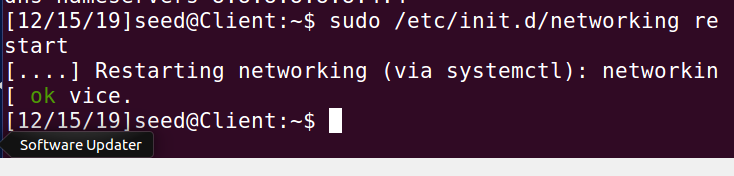 [12/15/19]seed@Client:~$ sudo /etc/init.d/networking re
start
[....] Restarting networking (via systemctl): networkin
[ ok vice.
[12/15/19]seed@Client:~$
Software Updater